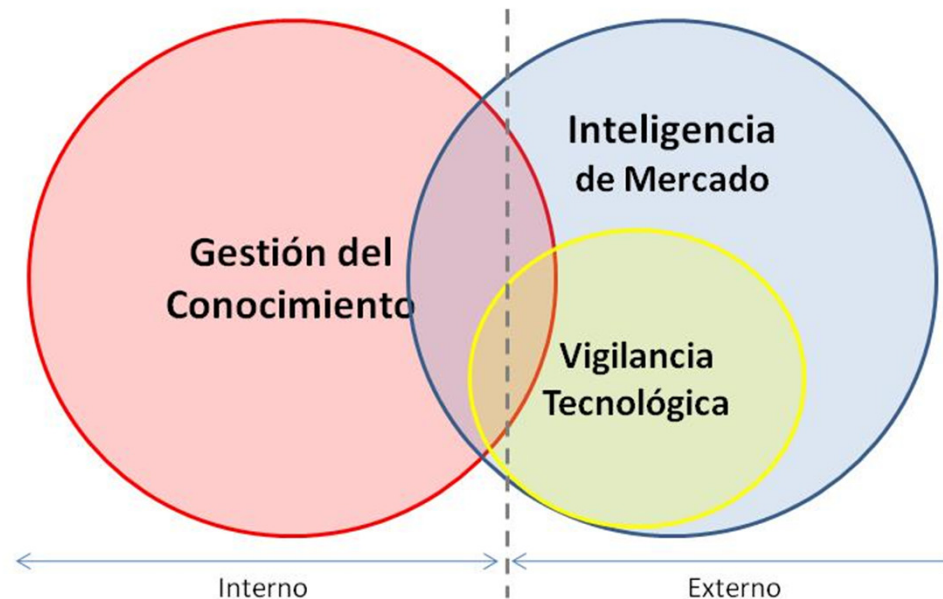 Inteligencia
de Mercado
Gestión del
Conocimiento
Vigilancia
Tecnológica
Interno
Externo